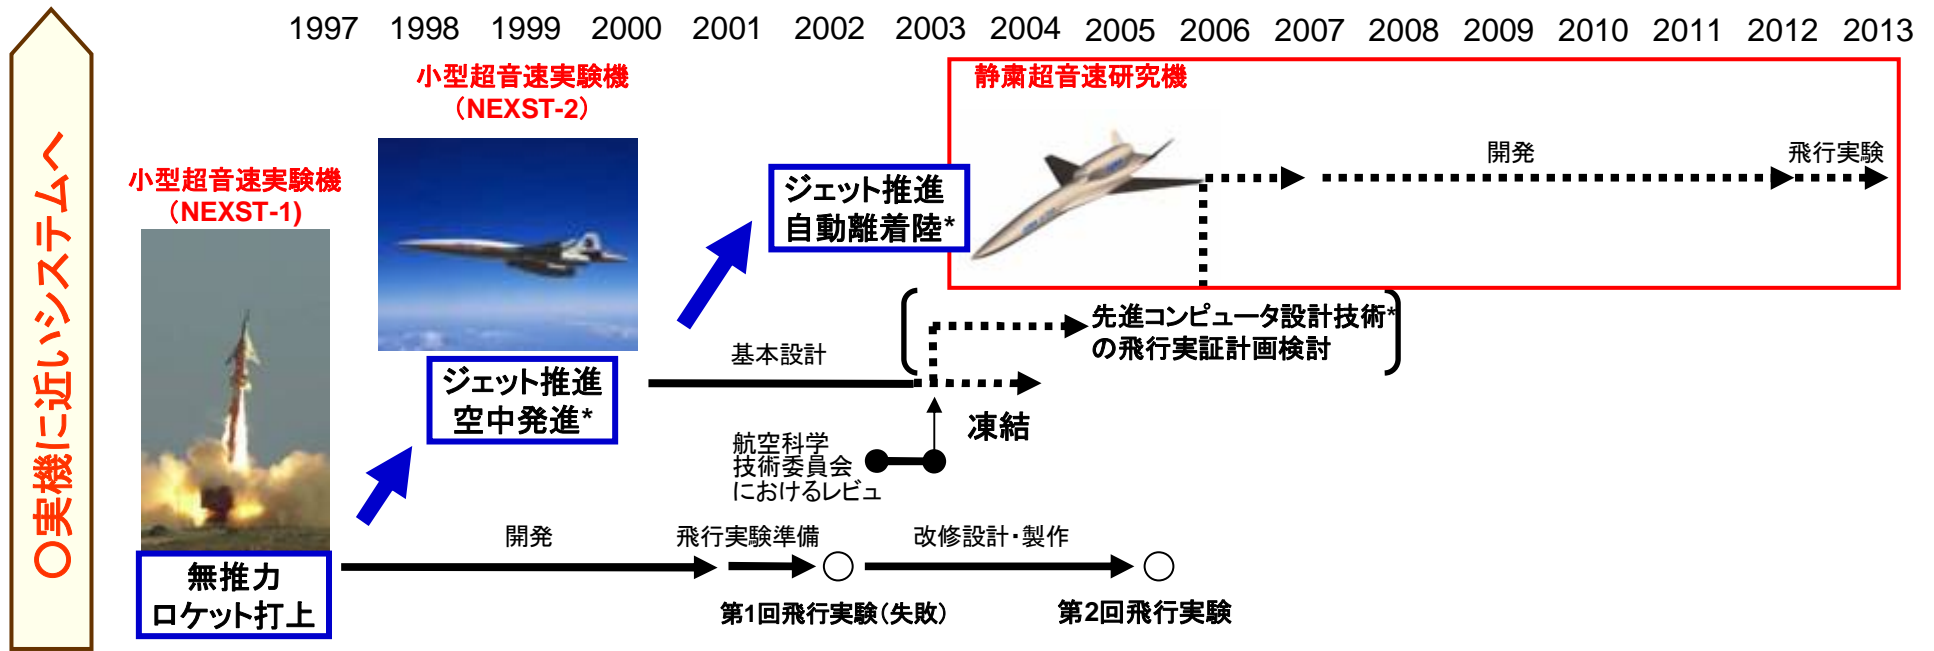 1997 1998 1999 2000 2001 2002 2003 2004 2005 2006 2007 2008 2009 2010 2011 2012 2013
〇実機に近いシステムへ
小型超音速実験機
(NEXST-1)
無推力
ロケット打上
小型超音速実験機
(NEXST-2)
ジェット推進
空中発進*
ジェット推進
自動離着陸*
静粛超音速研究機
開発
飛行実験
先進コンピュータ設計技術*
の飛行実証計画検討
基本設計
凍結
航空科学
技術委員会
におけるレビュ
開発
飛行実験準備
改修設計・製作
第1回飛行実験(失敗)
第2回飛行実験